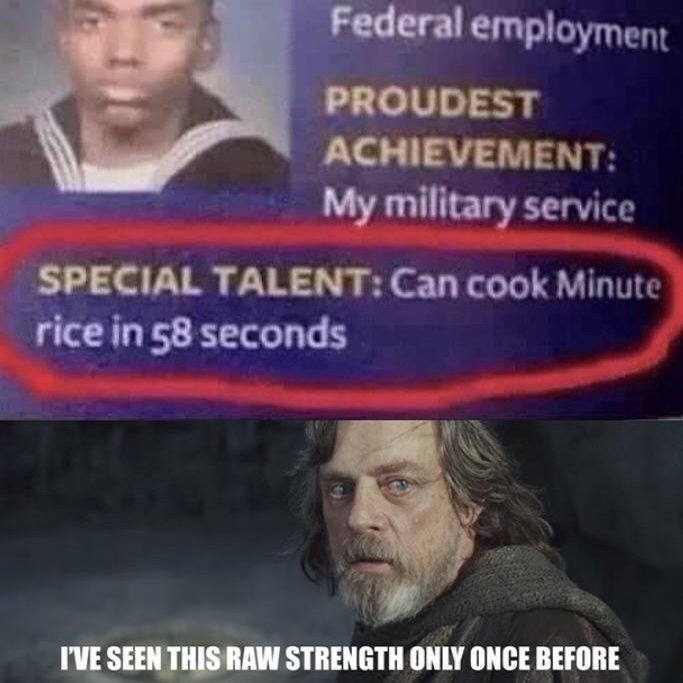 Federal employment
PROUDEST
ACHIEVEMENT:
My military service
SPECIAL TALENT: Can cook Minute
rice in 58 seconds
I'VE SEEN THIS RAW STRENGTH ONLY ONCE BEFORE